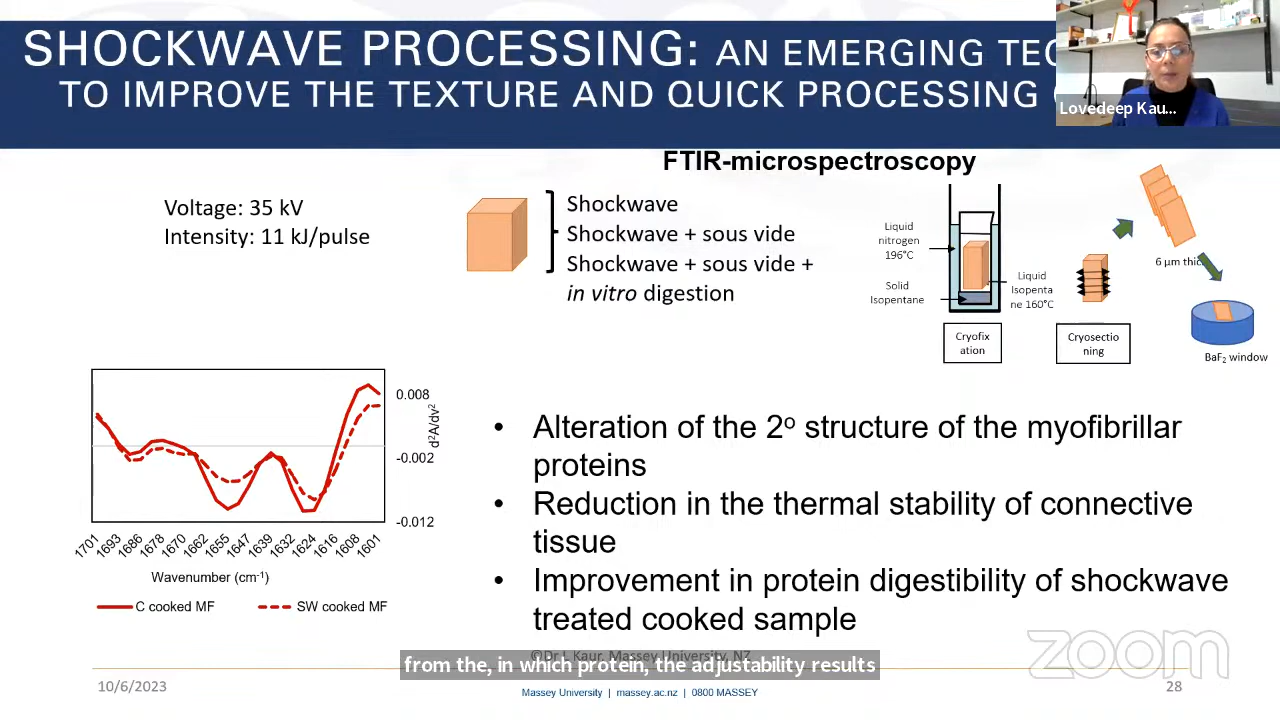 SHOCKWAVE PROCESSING: AN EMERGING
TO IMPROVE THE TEXTURE AND QUICK PROCESSING
Lovedeep Kau...
FTIR-microspectroscopy
Voltage: 35 kV
Intensity: 11 kJ/pulse
Shockwave
Shockwave + sous vide
Shockwave + sous vide +
in vitro digestion
Liquid
nitrogen
196°C
Solid
Isopentane
Liquid
Isopenta
ne 160°C
Cryofix
ation
Cryosectio
ning
6 µm
BaF2 window
0.008
-0.002
-0.012
d²A/dv²
1701
1693
1686
1678
1670
1662
1655
1647
1639
1632
1624
1616
1608
1601
Wavenumber (cm-1)
C cooked MF
SW cooked MF
• Alteration of the 2º structure of the myofibrillar
proteins
• Reduction in the thermal stability of connective
tissue
• Improvement in protein digestibility of shockwave
treated cooked sample
from the, in which protein, the adjustability results
zoom
10/6/2023
Massey University | massey.ac.nz | 0800 MASSEY
28